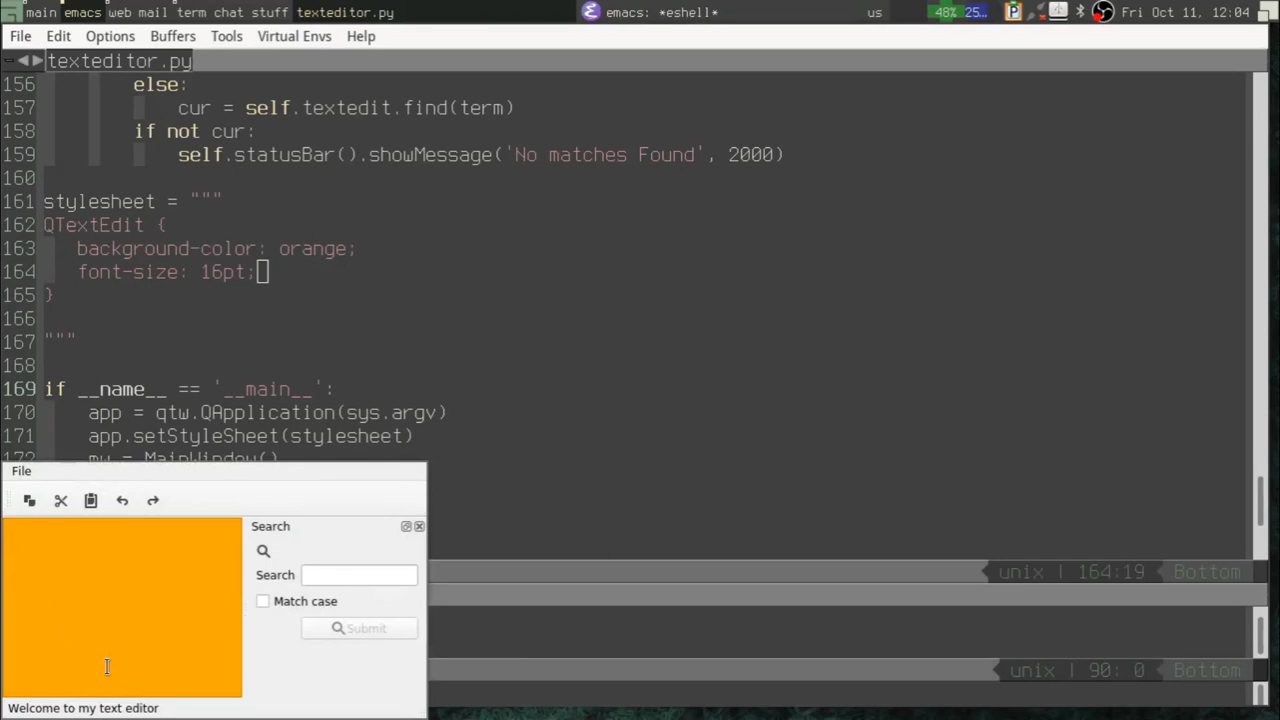 main emacs web mail term chat stuff texteditor.py emacs: *eshell* us 48% 25... Fri Oct 11, 12:04
File Edit Options Buffers Tools Virtual Envs Help
texteditor.py
156 else:
157 cur = self.textedit.find(term)
158 if not cur:
159 self.statusBar().showMessage('No matches Found', 2000)
160
161 stylesheet = """
162 QTextEdit {
163 background-color: orange;
164 font-size: 16pt;
165 }
166
167 """
168
169 if __name__ == '__main__':
170 app = qtw.QApplication(sys.argv)
171 app.setStyleSheet(stylesheet)
172 mw = MainWindow()
File
Search
Search
Match case
Submit
Welcome to my text editor
unix | 164:19 Bottom
unix | 90: 0 Bottom